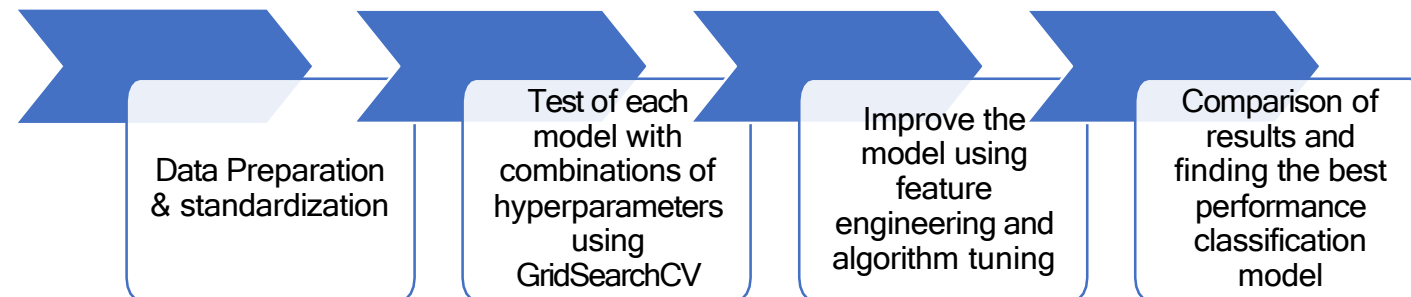 Data Preparation
& standardization
Test of each
model with
combinations of
hyperparameters
using
GridSearchCV
Improve the
model using
feature
engineering and
algorithm tuning
Comparison of
results and
finding the best
performance
classification
model